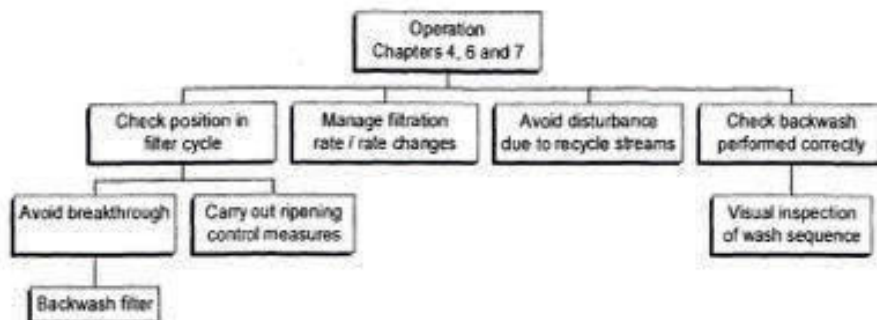 Operation
Chapters 4, 6 and 7
Check position in
filter cycle
Manage filtration
rate / rate changes
Avoid disturbance
due to recycle streams
Check backwash
performed correctly
Avoid breakthrough
Carry out ripening
control measures
Visual inspection
of wash sequence
Backwash filter